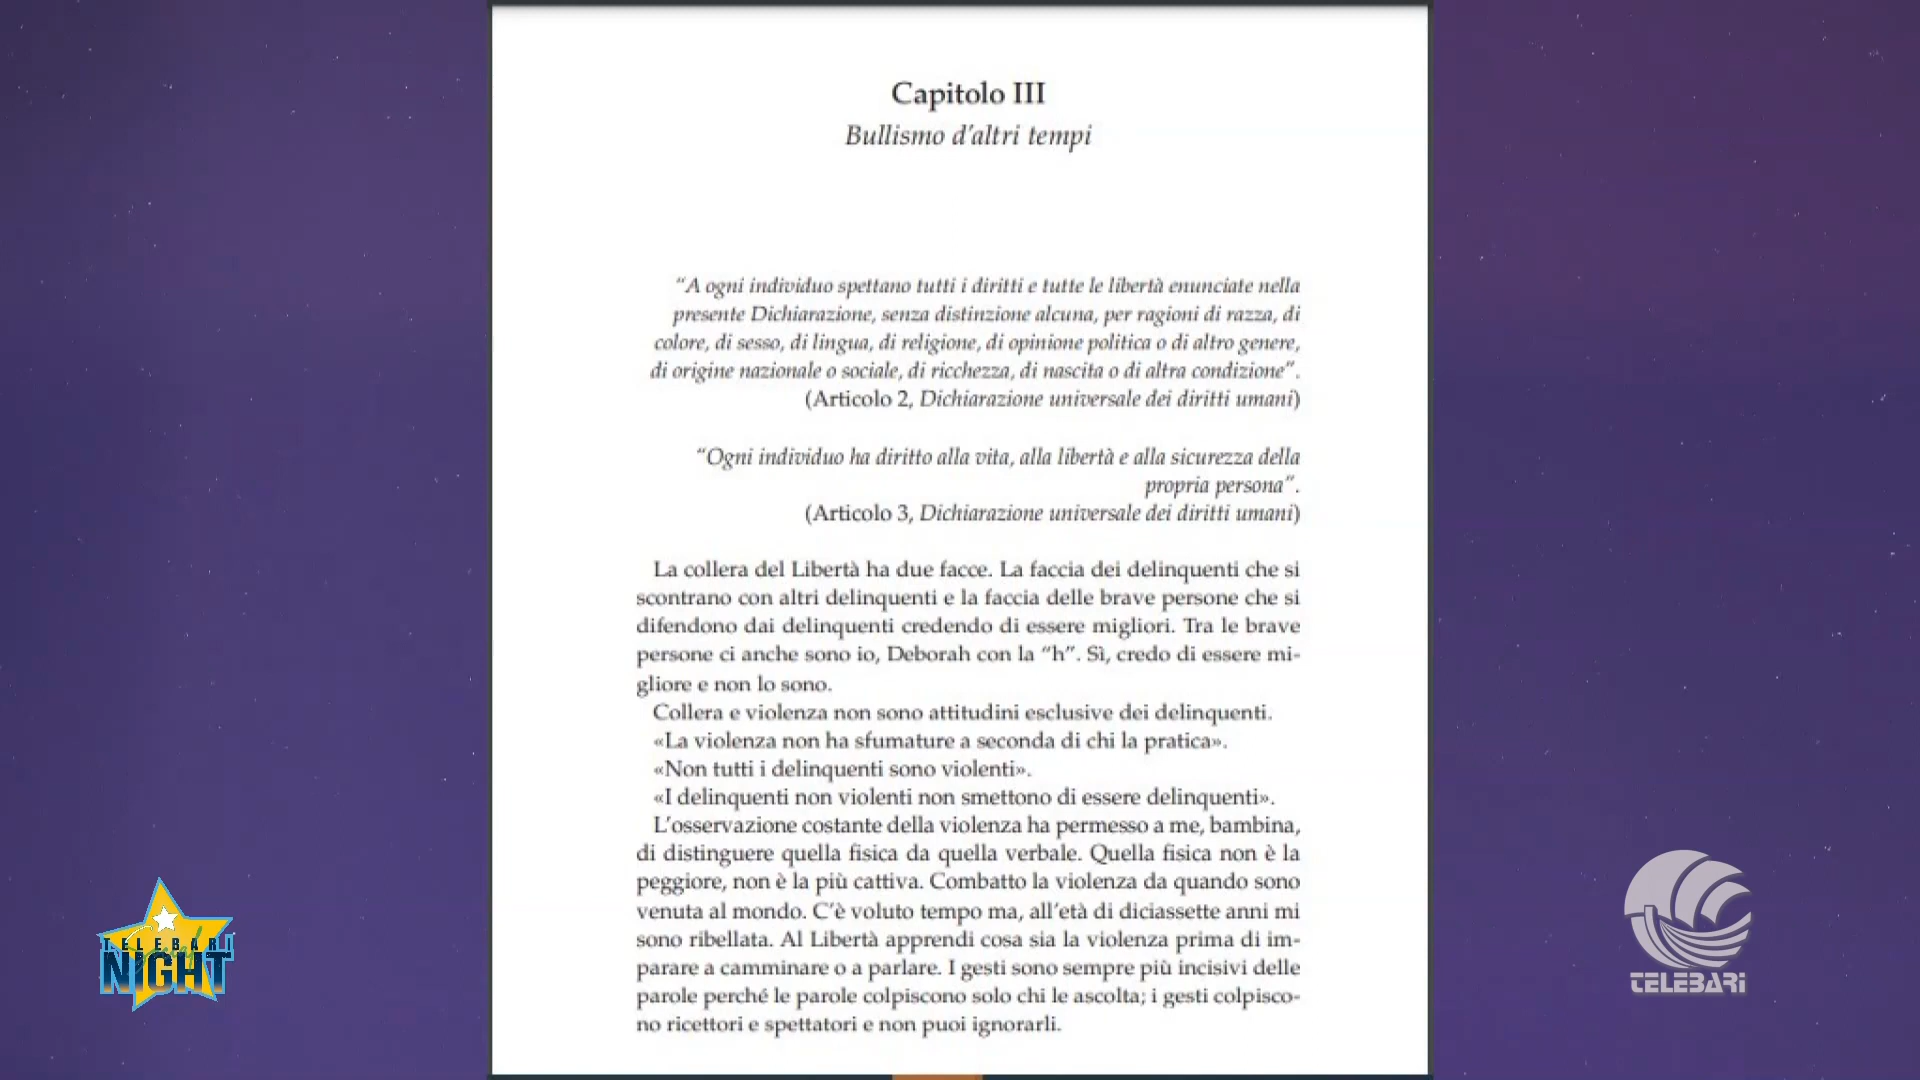 Capitolo III
Bullismo d'altri tempi
“A ogni individuo spettano tutti i diritti e tutte le libertà enunciate nella
presente Dichiarazione, senza distinzione alcuna, per ragioni di razza, di
colore, di sesso, di lingua, di religione, di opinione politica o di altro genere,
di origine nazionale o sociale, di ricchezza, di nascita o di altra condizione”.
(Articolo 2, Dichiarazione universale dei diritti umani)
“Ogni individuo ha diritto alla vita, alla libertà e alla sicurezza della
propria persona”.
(Articolo 3, Dichiarazione universale dei diritti umani)
La collera del Libertà ha due facce. La faccia dei delinquenti che si
scontrano con altri delinquenti e la faccia delle brave persone che si
difendono dai delinquenti credendo di essere migliori. Tra le brave
persone ci anche sono io, Deborah con la “h”. Sì, credo di essere mi-
gliore e non lo sono.
Collera e violenza non sono attitudini esclusive dei delinquenti.
«La violenza non ha sfumature a seconda di chi la pratica».
«Non tutti i delinquenti sono violenti».
«I delinquenti non violenti non smettono di essere delinquenti».
L'osservazione costante della violenza ha permesso a me, bambina,
di distinguere quella fisica da quella verbale. Quella fisica non è la
peggiore, non è la più cattiva. Combatto la violenza da quando sono
venuta al mondo. C'è voluto tempo ma, all'età di diciassette anni mi
sono ribellata. Al Libertà apprendi cosa sia la violenza prima di im-
parare a camminare o a parlare. I gesti sono sempre più incisivi delle
parole perché le parole colpiscono solo chi le ascolta; i gesti colpisco-
no ricettori e spettatori e non puoi ignorarli.
TELEBARI
NIGHT
TELEBARI